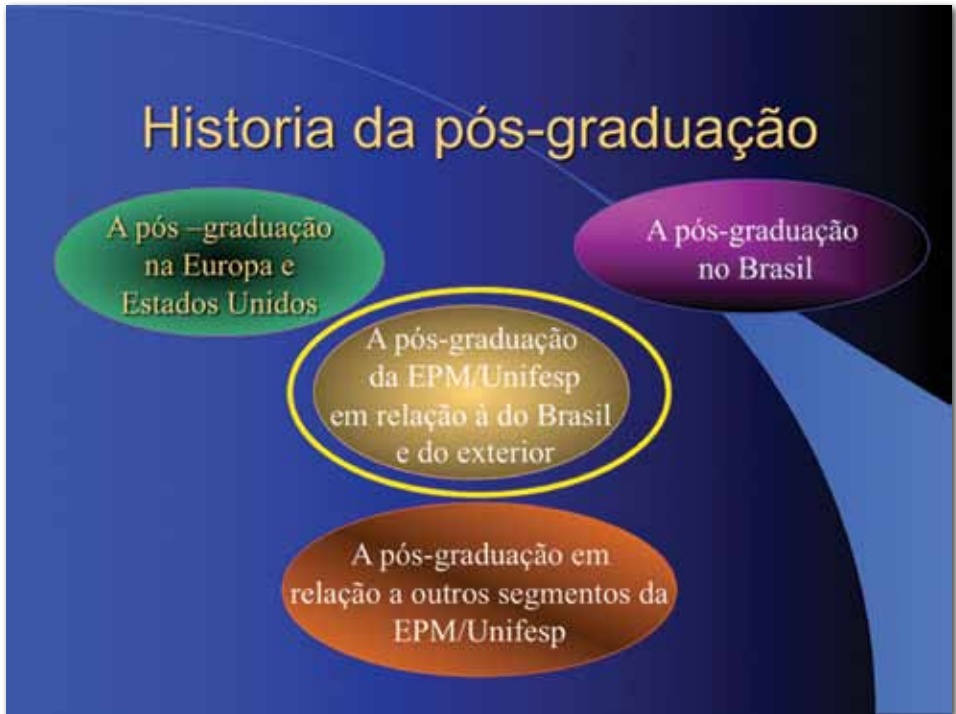 Historia da pós-graduação
A pós –graduação
na Europa e
Estados Unidos
A pós-graduação
no Brasil
A pós-graduação
da EPM/Unifesp
em relação à do Brasil
e do exterior
A pós-graduação em
relação a outros segmentos da
EPM/Unifesp